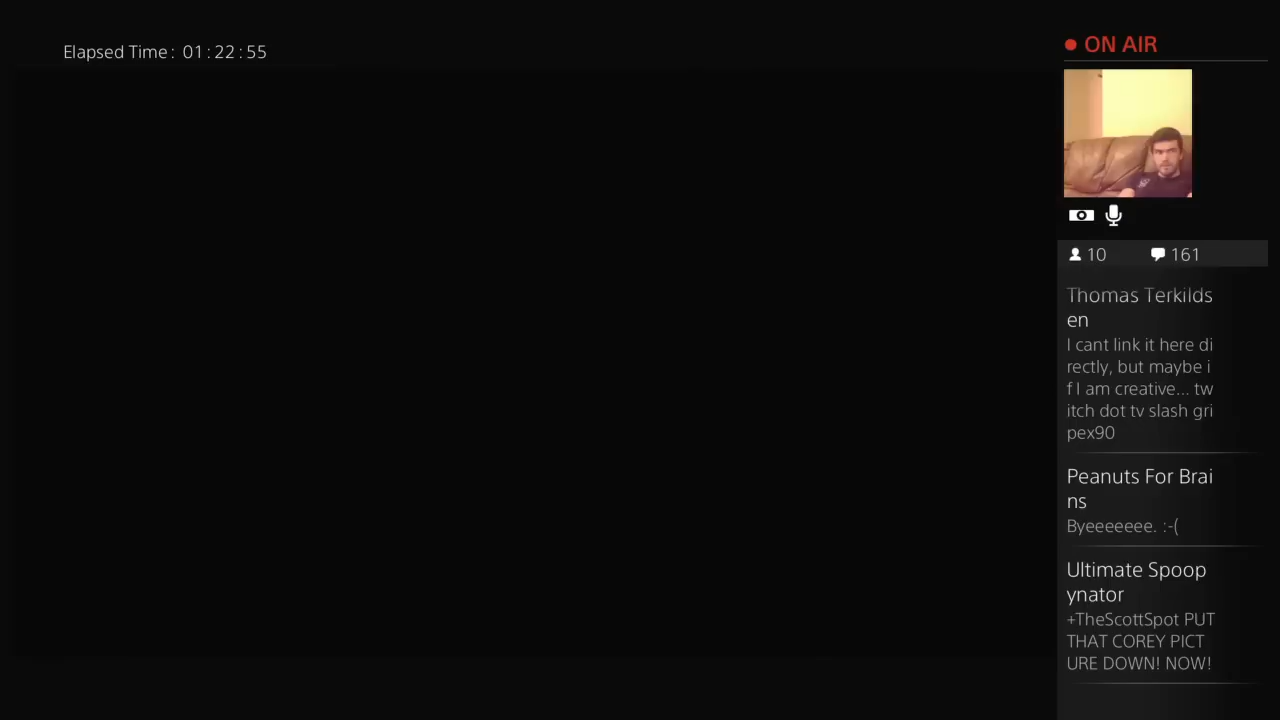 Elapsed Time: 01:22:55
ON AIR
10 161
Thomas Terkilds
en
I cant link it here di
rectly, but maybe i
f I am creative... tw
itch dot tv slash gri
pex90
Peanuts For Brai
ns
Byeeeeeee. :-(
Ultimate Spoop
ynator
+TheScottSpot PUT
THAT COREY PICT
URE DOWN! NOW!